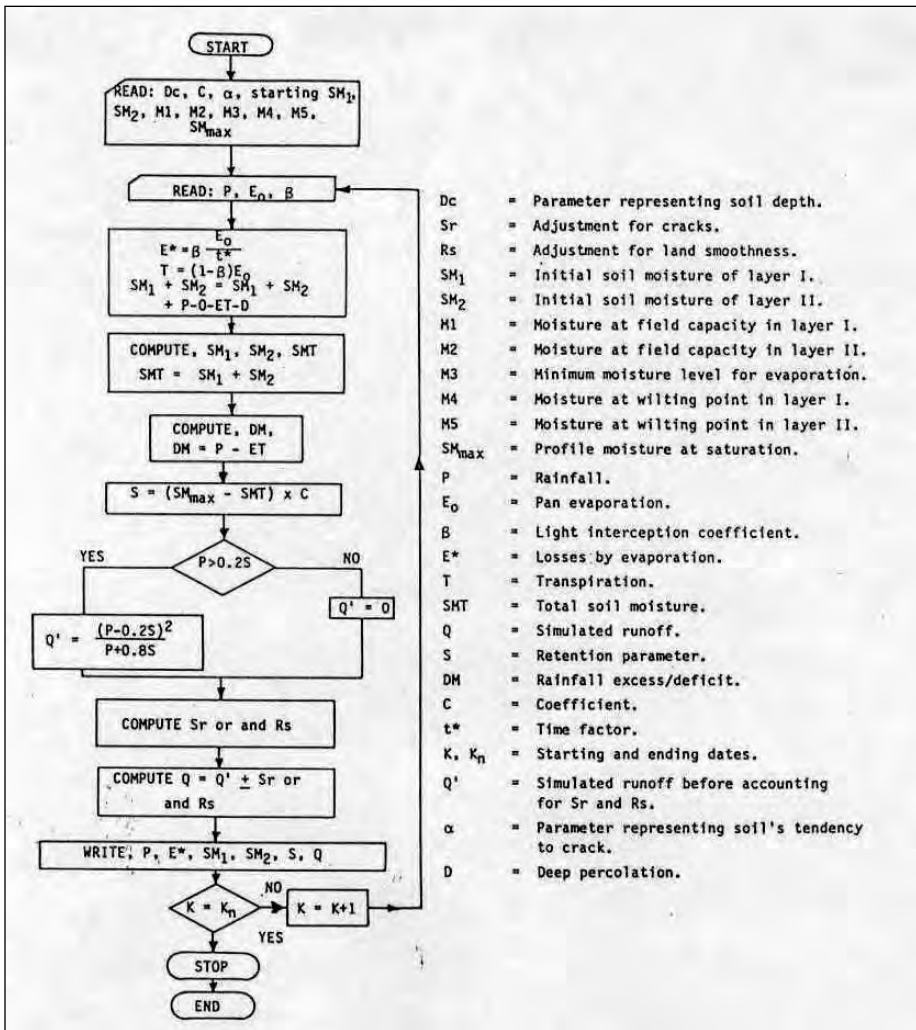 START
READ: Dc, C, α, starting SM₁,
SM₂, M1, M2, M3, M4, M5,
SMmax
READ: P, Eₒ, β
E* = β Eₒ/t*
T = (1-β)Eₒ
SM₁ + SM₂ = SM₁ + SM₂
+ P-O-ET-D
COMPUTE, SM₁, SM₂, SMT
SMT = SM₁ + SM₂
COMPUTE, DM,
DM = P - ET
S = (SMmax - SMT) x C
YES
P>0.2S
NO
Q' = 0
Q' = (P-0.2S)²/P+0.8S
COMPUTE Sr or and Rs
COMPUTE Q = Q' ± Sr or
and Rs
WRITE, P, E*, SM₁, SM₂, S, Q
K = Kn
NO
K = K+1
YES
STOP
END
Dc = Parameter representing soil depth.
Sr = Adjustment for cracks.
Rs = Adjustment for land smoothness.
SM₁ = Initial soil moisture of layer I.
SM₂ = Initial soil moisture of layer II.
M1 = Moisture at field capacity in layer I.
M2 = Moisture at field capacity in layer II.
M3 = Minimum moisture level for evaporation.
M4 = Moisture at wilting point in layer I.
M5 = Moisture at wilting point in layer II.
SMmax = Profile moisture at saturation.
P = Rainfall.
Eₒ = Pan evaporation.
β = Light interception coefficient.
E* = Losses by evaporation.
T = Transpiration.
SMT = Total soil moisture.
Q = Simulated runoff.
S = Retention parameter.
DM = Rainfall excess/deficit.
C = Coefficient.
t* = Time factor.
K, Kn = Starting and ending dates.
Q' = Simulated runoff before accounting
for Sr and Rs.
α = Parameter representing soil's tendency
to crack.
D = Deep percolation.